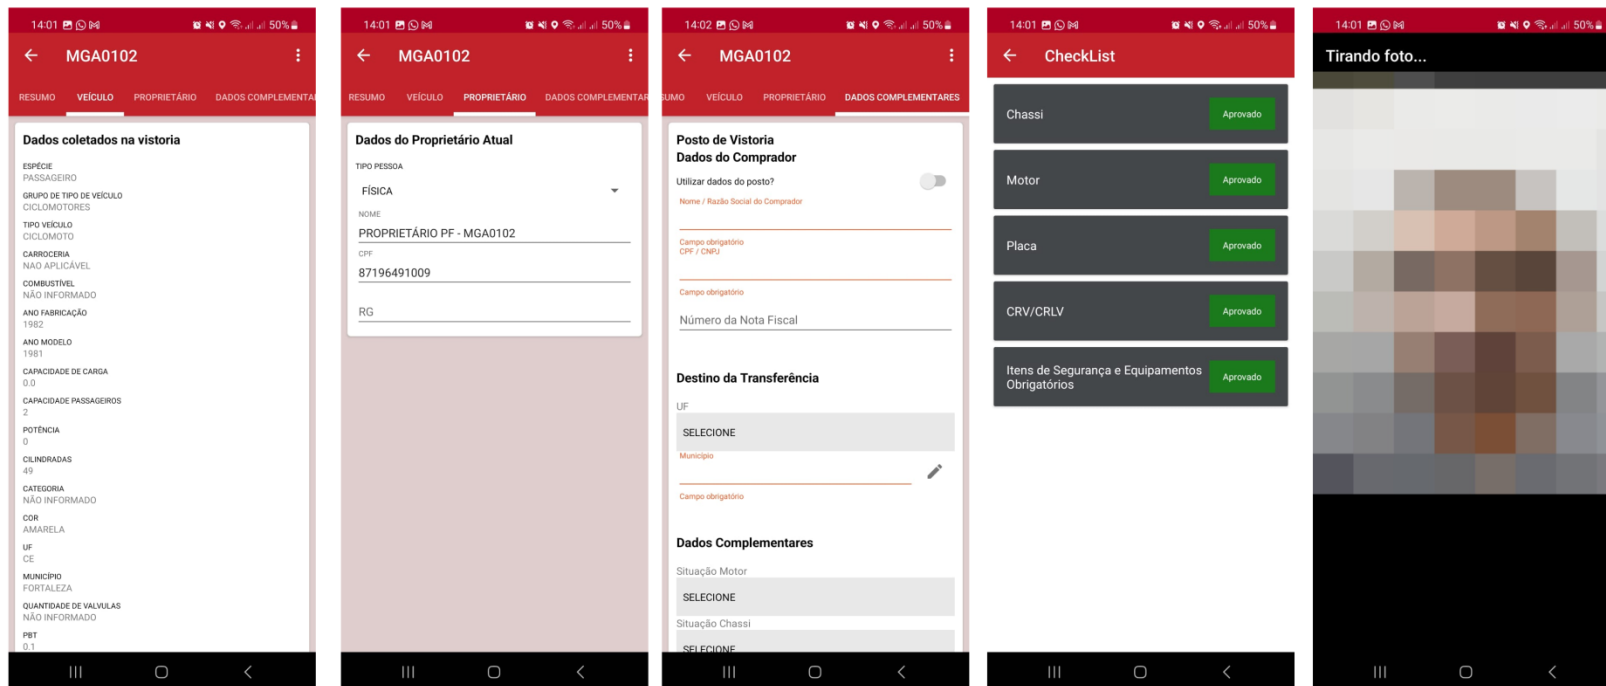 14:01 50%
MGA0102
RESUMO VEÍCULO PROPRIETÁRIO DADOS COMPLEMENTA
Dados coletados na vistoria
ESPÉCIE
PASSAGEIRO
GRUPO DE TIPO DE VEÍCULO
CICLOMOTORES
TIPO VEÍCULO
CICLOMOTO
CARROCERIA
NAO APLICÁVEL
COMBUSTÍVEL
NÃO INFORMADO
ANO FABRICAÇÃO
1982
ANO MODELO
1981
CAPACIDADE DE CARGA
0.0
CAPACIDADE PASSAGEIROS
2
POTÊNCIA
0
CILINDRADAS
49
CATEGORIA
NÃO INFORMADO
COR
AMARELA
UF
CE
MUNICÍPIO
FORTALEZA
QUANTIDADE DE VALVULAS
NÃO INFORMADO
PBT
0.1
14:01 50%
MGA0102
RESUMO VEÍCULO PROPRIETÁRIO DADOS COMPLEMENTAR
Dados do Proprietário Atual
TIPO PESSOA
FÍSICA
NOME
PROPRIETÁRIO PF - MGA0102
CPF
87196491009
RG
14:02 50%
MGA0102
SUMO VEÍCULO PROPRIETÁRIO DADOS COMPLEMENTARES
Posto de Vistoria
Dados do Comprador
Utilizar dados do posto?
Nome / Razão Social do Comprador
Campo obrigatório
CPF / CNPJ
Campo obrigatório
Número da Nota Fiscal
Destino da Transferência
UF
SELECIONE
Município
Campo obrigatório
Dados Complementares
Situação Motor
SELECIONE
Situação Chassi
SELECIONE
14:01 50%
CheckList
Chassi Aprovado
Motor Aprovado
Placa Aprovado
CRV/CRLV Aprovado
Itens de Segurança e Equipamentos
Obrigatórios Aprovado
14:01 50%
Tirando foto...